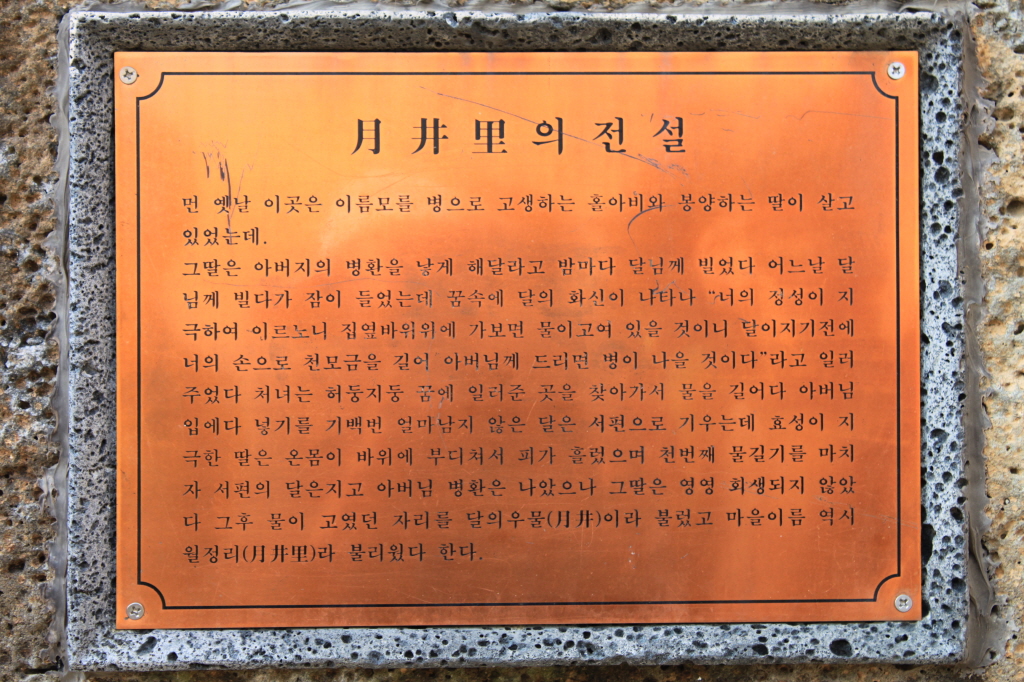 月井里의전설
먼 옛날 이곳은 이름모를 병으로 고생하는 홀아비와 봉양하는 딸이 살고
있었는데.
그딸은 아버지의 병환을 낳게 해달라고 밤마다 달님께 빌었다 어느날 달
님께 빌다가 잠이 들었는데 꿈속에 달의 화신이 나타나 “너의 정성이 지
극하여 이르노니 집옆바위위에 가보면 물이고여 있을 것이니 달이지기전에
너의 손으로 천모금을 길어 아버님께 드리면 병이 나을 것이다”라고 일러
주었다 처녀는 허둥지둥 꿈에 일러준 곳을 찾아가서 물을 길어다 아버님
입에다 넣기를 기백번 얼마남지 않은 달은 서편으로 기우는데 효성이 지
극한 딸은 온몸이 바위에 부디쳐서 피가 흘렀으며 천번째 물길기를 마치
자 서편의 달은지고 아버님 병환은 나았으나 그딸은 영영 회생되지 않았
다 그후 물이 고였던 자리를 달의우물(月井)이라 불렀고 마을이름 역시
월정리(月井里)라 불리웠다 한다.